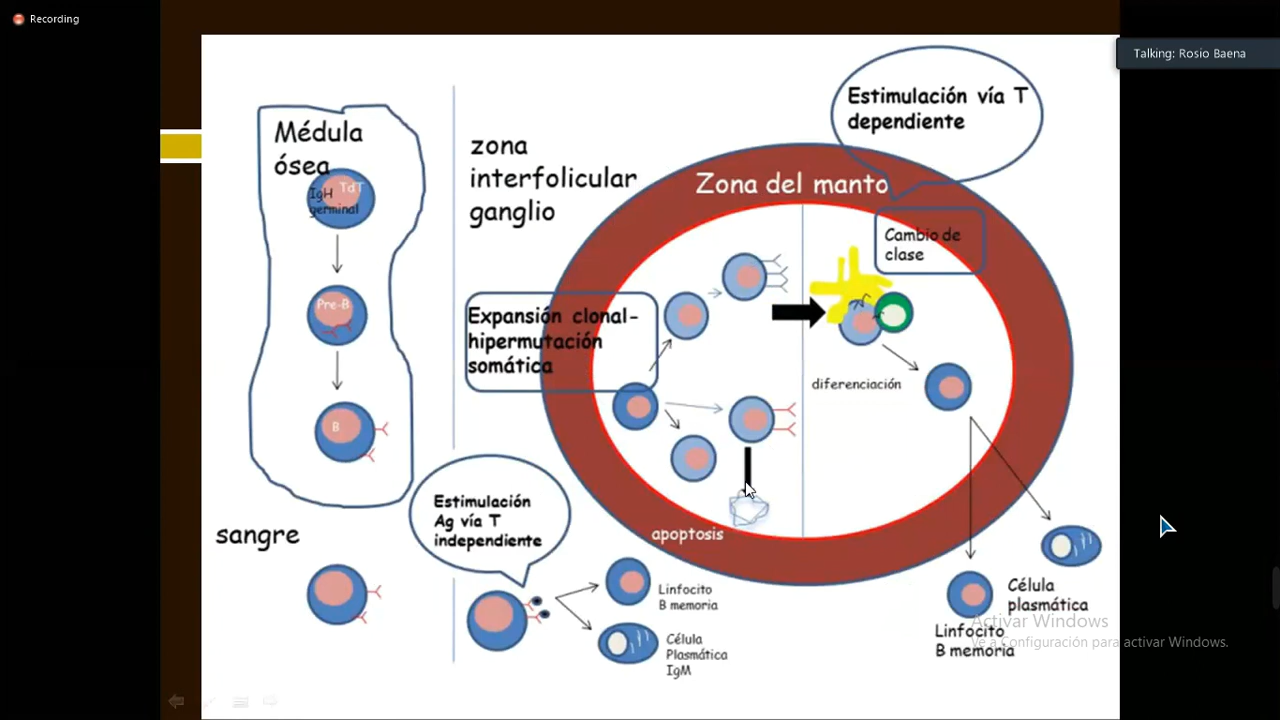 Recording
Talking: Rosio Baena
Médula
ósea
TdT
IgH
germinal
Pre-B
B
sangre
zona
interfolicular
ganglio
Expansión clonal-
hipermutación
somática
Estimulación
Ag vía T
independiente
Linfocito
B memoria
Célula
Plasmática
IgM
Zona del manto
Estimulación vía T
dependiente
Cambio de
clase
diferenciación
apoptosis
Célula
plasmática
Linfocito
B memoria
Activar Windows
Ve a Configuración para activar Windows.